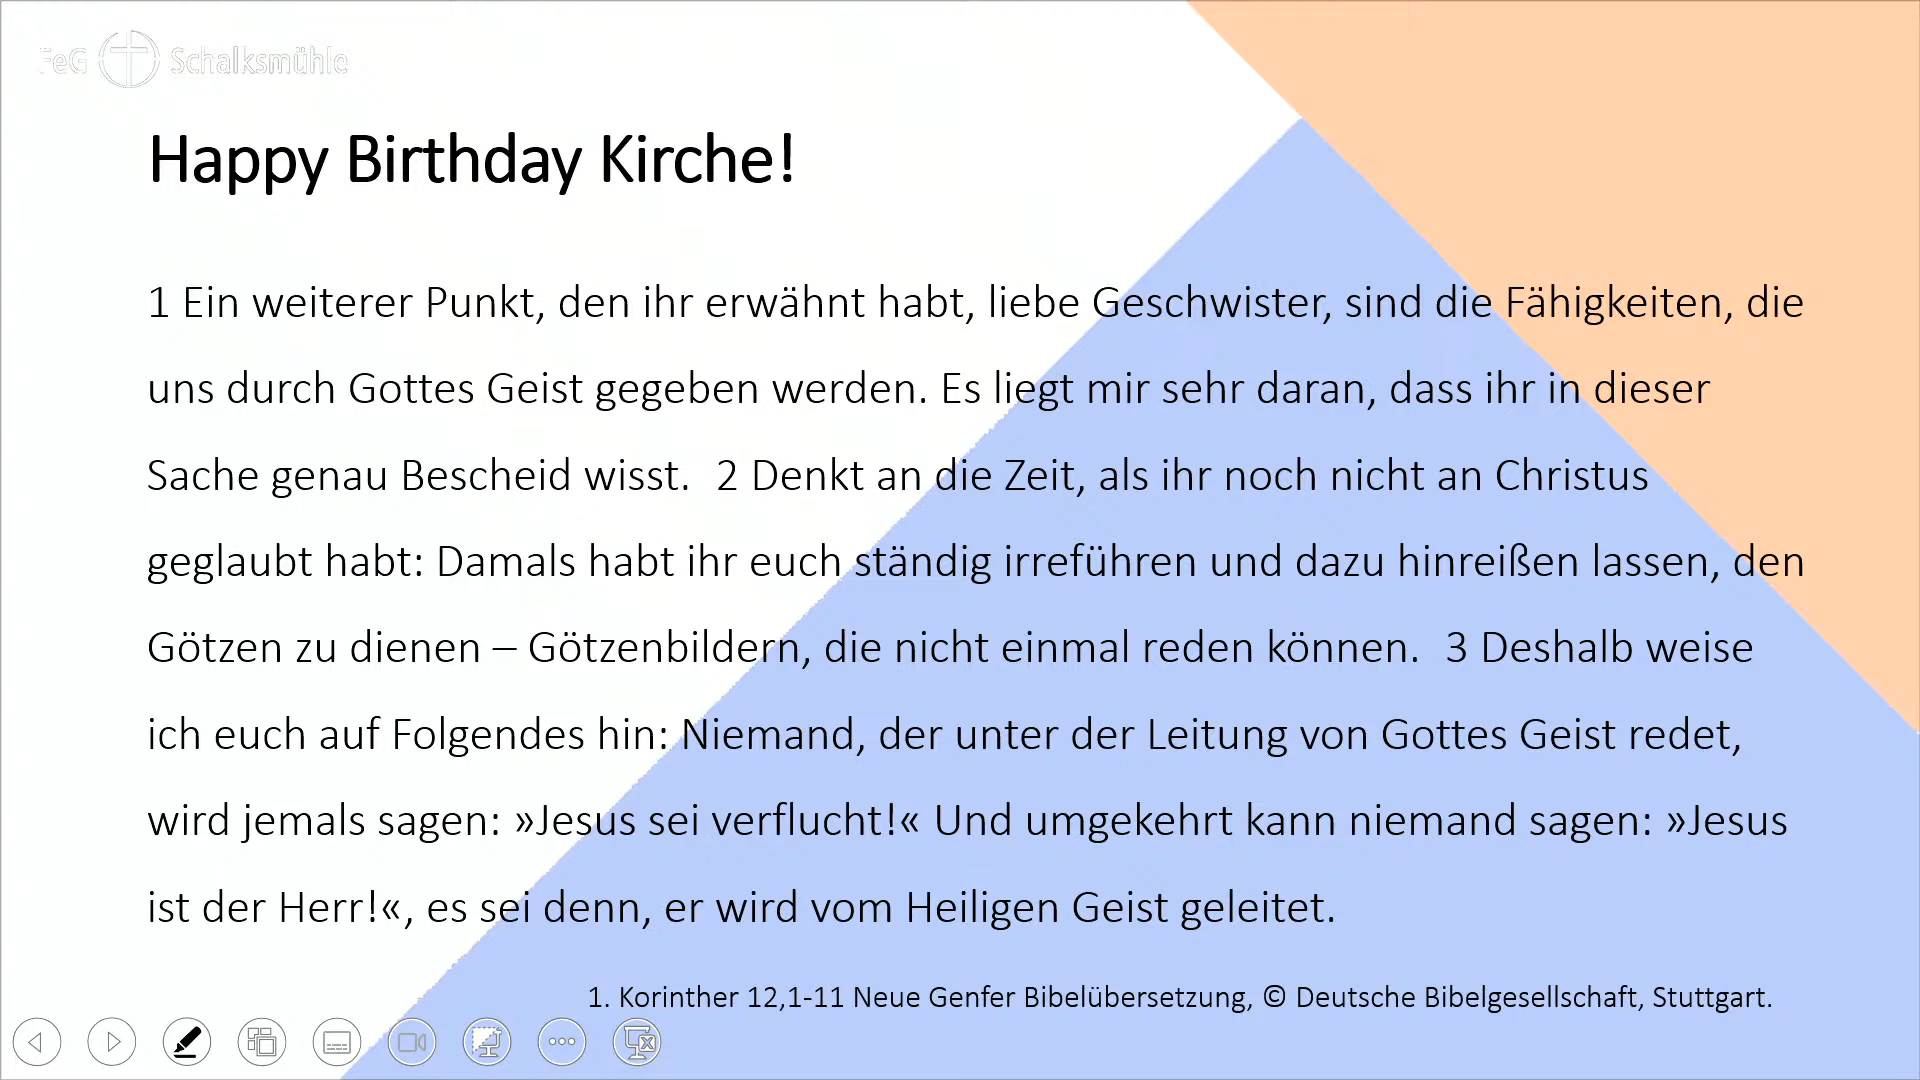 FeG Schalksmühle
Happy Birthday Kirche!
1 Ein weiterer Punkt, den ihr erwähnt habt, liebe Geschwister, sind die Fähigkeiten, die
uns durch Gottes Geist gegeben werden. Es liegt mir sehr daran, dass ihr in dieser
Sache genau Bescheid wisst.  2 Denkt an die Zeit, als ihr noch nicht an Christus
geglaubt habt: Damals habt ihr euch ständig irreführen und dazu hinreißen lassen, den
Götzen zu dienen – Götzenbildern, die nicht einmal reden können.  3 Deshalb weise
ich euch auf Folgendes hin: Niemand, der unter der Leitung von Gottes Geist redet,
wird jemals sagen: »Jesus sei verflucht!« Und umgekehrt kann niemand sagen: »Jesus
ist der Herr!«, es sei denn, er wird vom Heiligen Geist geleitet.
1. Korinther 12,1-11 Neue Genfer Bibelübersetzung, © Deutsche Bibelgesellschaft, Stuttgart.